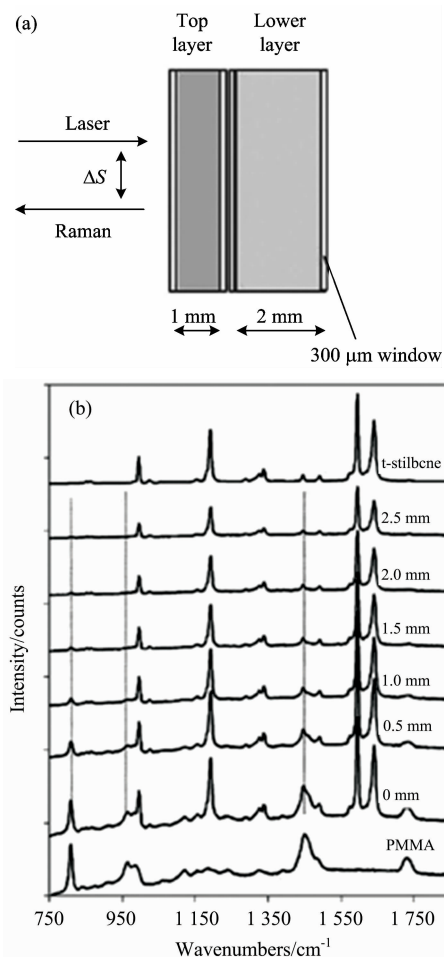 (a)
Top layer
Lower layer
Laser
ΔS
Raman
1 mm
2 mm
300 μm window
(b)
t-stilbcne
2.5 mm
2.0 mm
1.5 mm
1.0 mm
0.5 mm
0 mm
PMMA
Intensity/counts
750 950 1 150 1 350 1 550 1 750
Wavenumbers/cm⁻¹